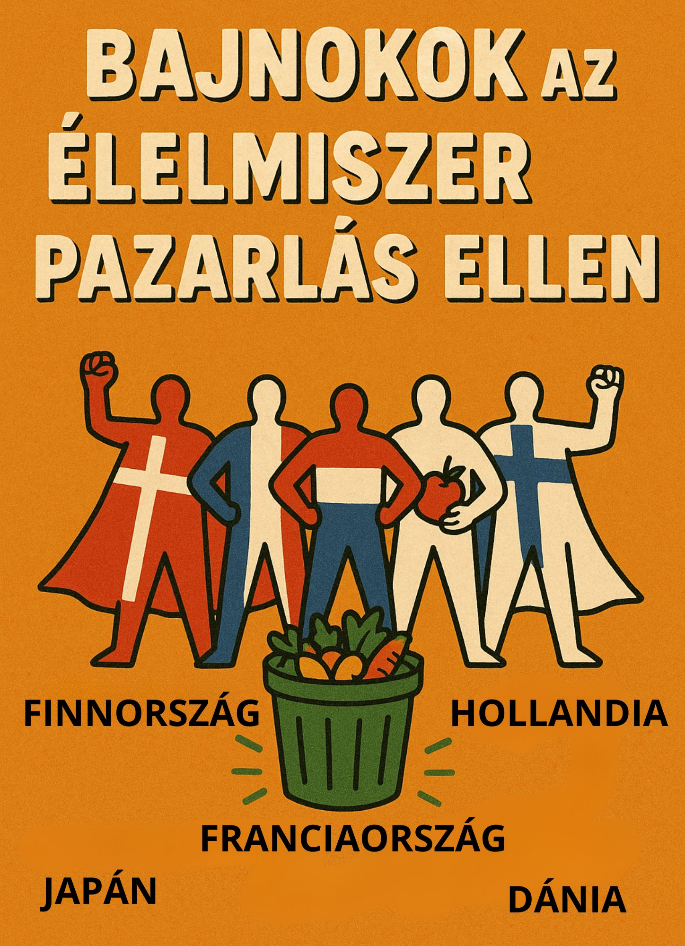 BAJNOKOK AZ
ÉLELMISZER
PAZARLÁS ELLEN
FINNORSZÁG
HOLLANDIA
FRANCIAORSZÁG
JAPÁN
DÁNIA